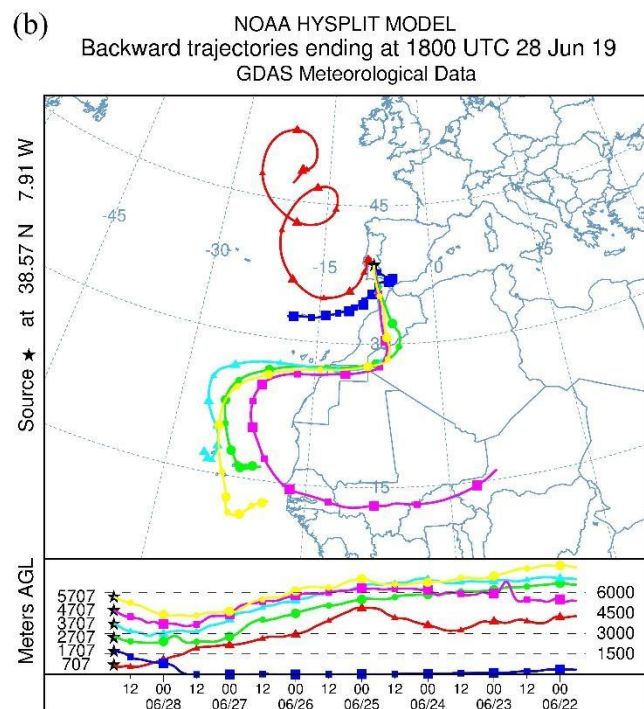 (b)
NOAA HYSPLIT MODEL
Backward trajectories ending at 1800 UTC 28 Jun 19
GDAS Meteorological Data
Source ★ at 38.57 N 7.91 W
-45
-30
-15
0
15
45
35
15
Meters AGL
5707
4707
3707
2707
1707
707
6000
4500
3000
1500
12 00 12 00 12 00 12 00 12 00 12 00 12 00
06/28 06/27 06/26 06/25 06/24 06/23 06/22